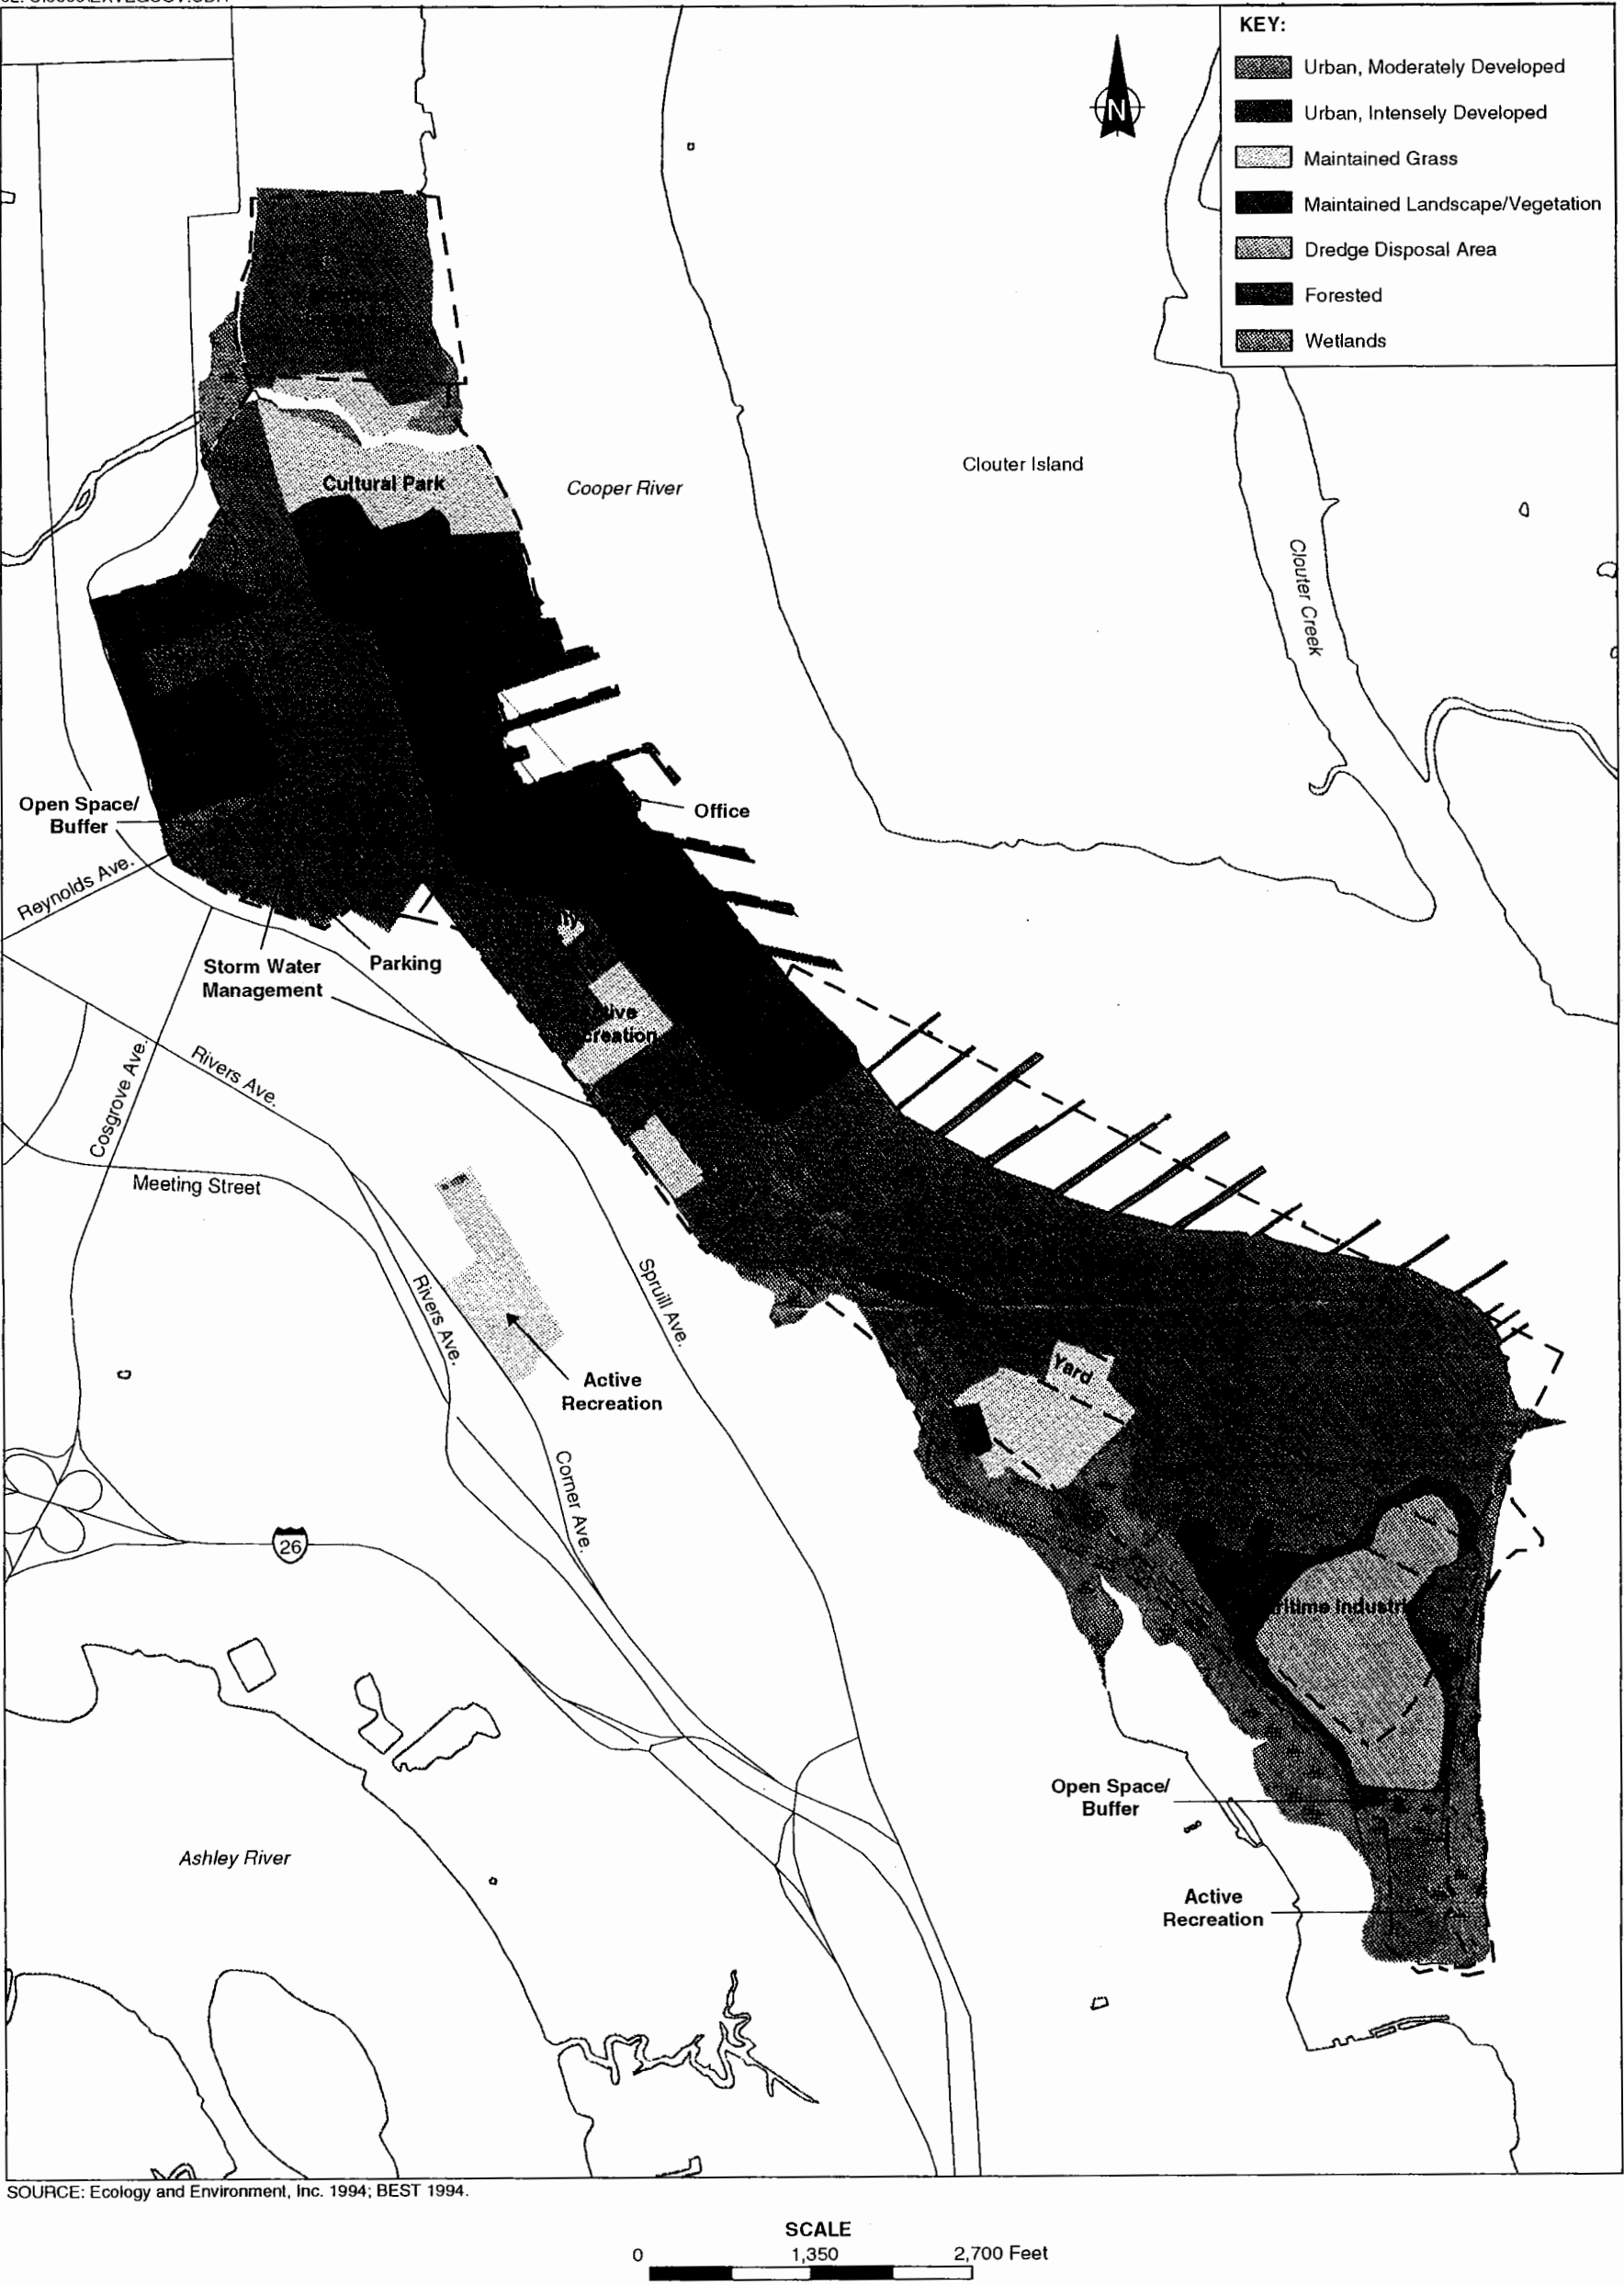 KEY:
Urban, Moderately Developed
Urban, Intensely Developed
Maintained Grass
Maintained Landscape/Vegetation
Dredge Disposal Area
Forested
Wetlands
N
Cultural Park
Cooper River
Clouter Island
Clouter Creek
Open Space/
Buffer
Office
Reynolds Ave.
Storm Water
Management
Parking
Cosgrove Ave.
Rivers Ave.
Meeting Street
Rivers Ave.
Spruill Ave.
Active
Recreation
Yard
Corner Ave.
26
Open Space/
Buffer
Active
Recreation
Ashley River
SOURCE: Ecology and Environment, Inc. 1994; BEST 1994.
SCALE
0 1,350 2,700 Feet